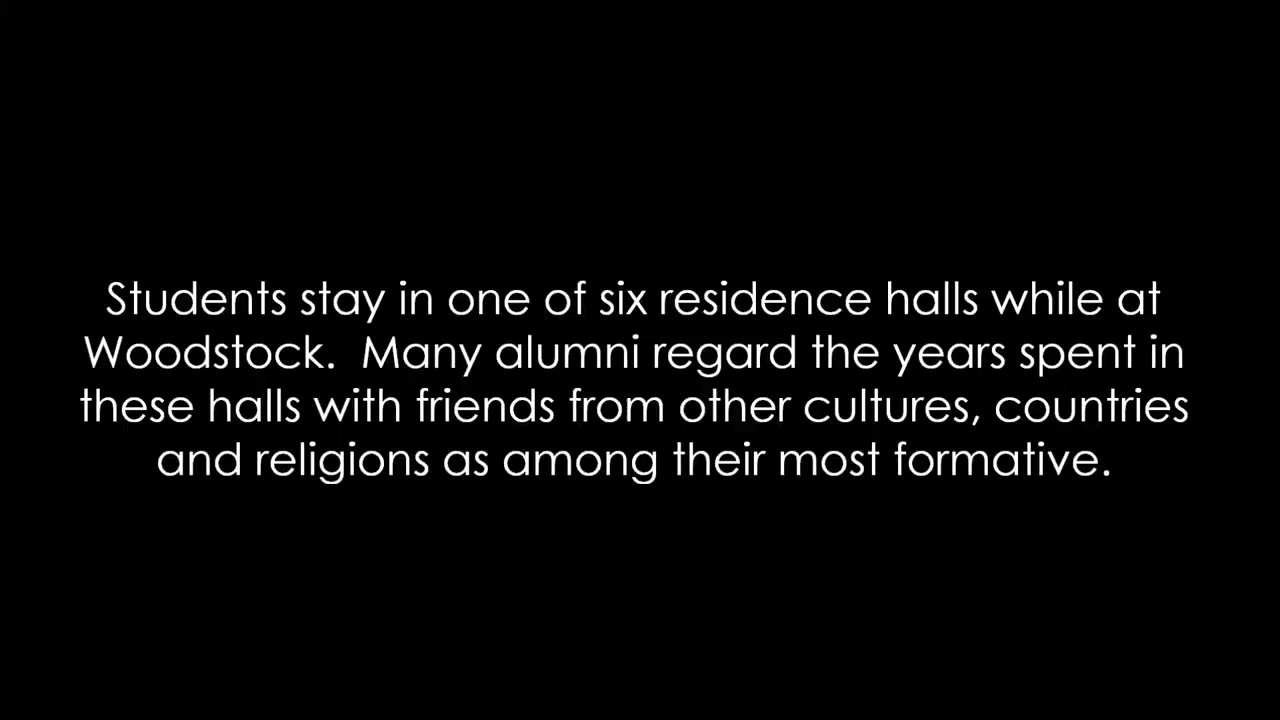 Students stay in one of six residence halls while at
Woodstock.  Many alumni regard the years spent in
these halls with friends from other cultures, countries
and religions as among their most formative.